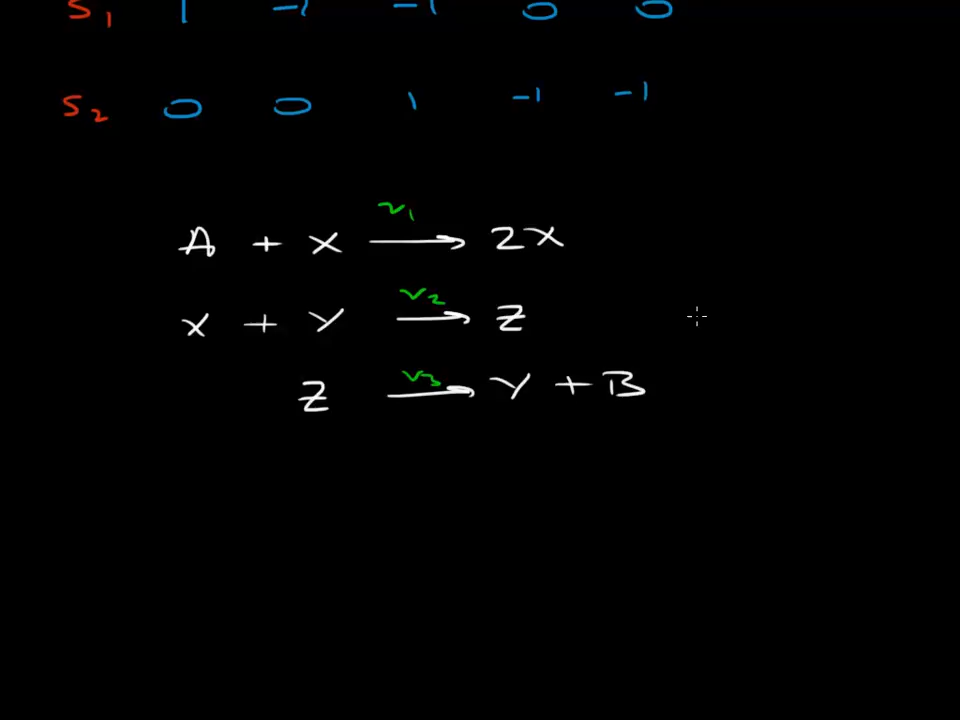 S1 1 -1 -1 0 0
S2 0 0 1 -1 -1
v1
A + X → 2X
v2
X + Y → Z
v3
Z → Y + B